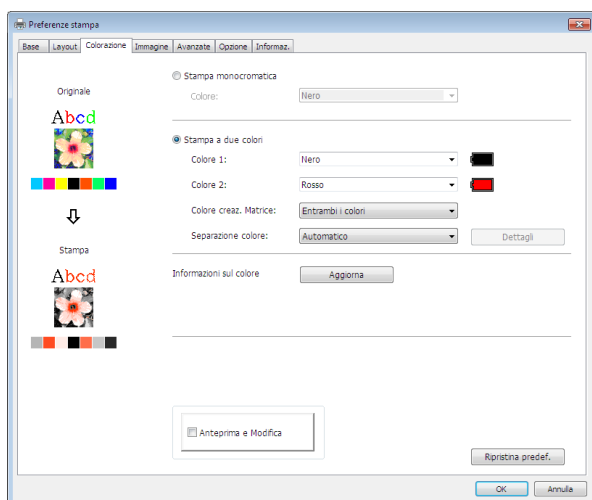 Preferenze stampa
Base Layout Colorazione Immagine Avanzate Opzione Informaz.
Originale
Abcd
Stampa
Abcd
Stampa monocromatica
Colore: Nero
Stampa a due colori
Colore 1: Nero
Colore 2: Rosso
Colore creaz. Matrice: Entrambi i colori
Separazione colore: Automatico Dettagli
Informazioni sul colore Aggiorna
Anteprima e Modifica
Ripristina predef.
OK Annulla